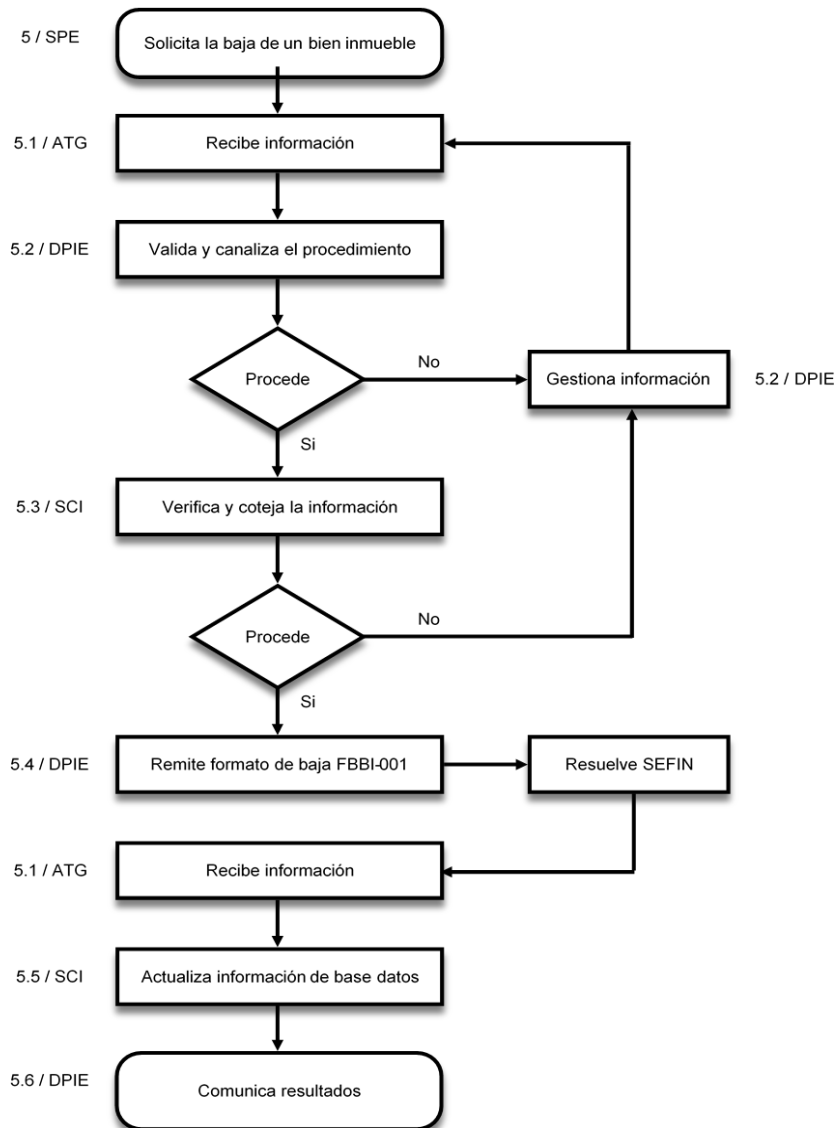 5 / SPE
Solicita la baja de un bien inmueble
5.1 / ATG
Recibe información
5.2 / DPIE
Valida y canaliza el procedimiento
Procede
No
Gestiona información
5.2 / DPIE
Si
5.3 / SCI
Verifica y coteja la información
Procede
No
Si
5.4 / DPIE
Remite formato de baja FBBI-001
Resuelve SEFIN
5.1 / ATG
Recibe información
5.5 / SCI
Actualiza información de base datos
5.6 / DPIE
Comunica resultados